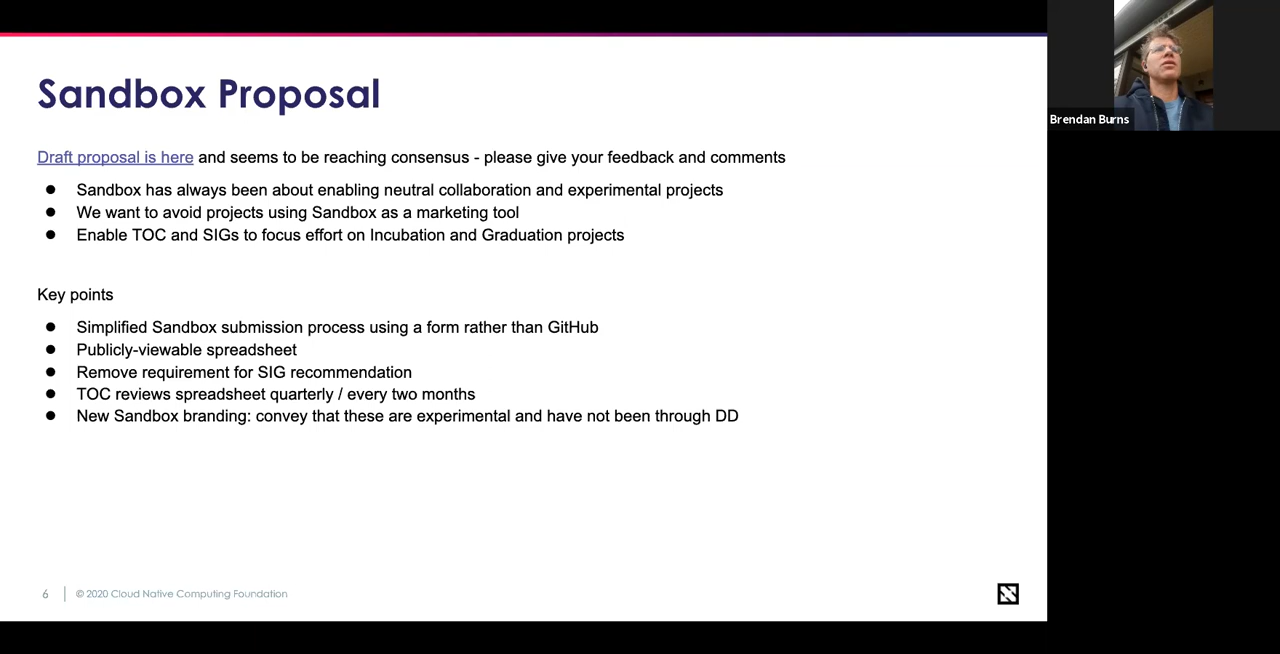 Sandbox Proposal
Draft proposal is here and seems to be reaching consensus - please give your feedback and comments
● Sandbox has always been about enabling neutral collaboration and experimental projects
● We want to avoid projects using Sandbox as a marketing tool
● Enable TOC and SIGs to focus effort on Incubation and Graduation projects
Key points
● Simplified Sandbox submission process using a form rather than GitHub
● Publicly-viewable spreadsheet
● Remove requirement for SIG recommendation
● TOC reviews spreadsheet quarterly / every two months
● New Sandbox branding: convey that these are experimental and have not been through DD
6 | © 2020 Cloud Native Computing Foundation
Brendan Burns